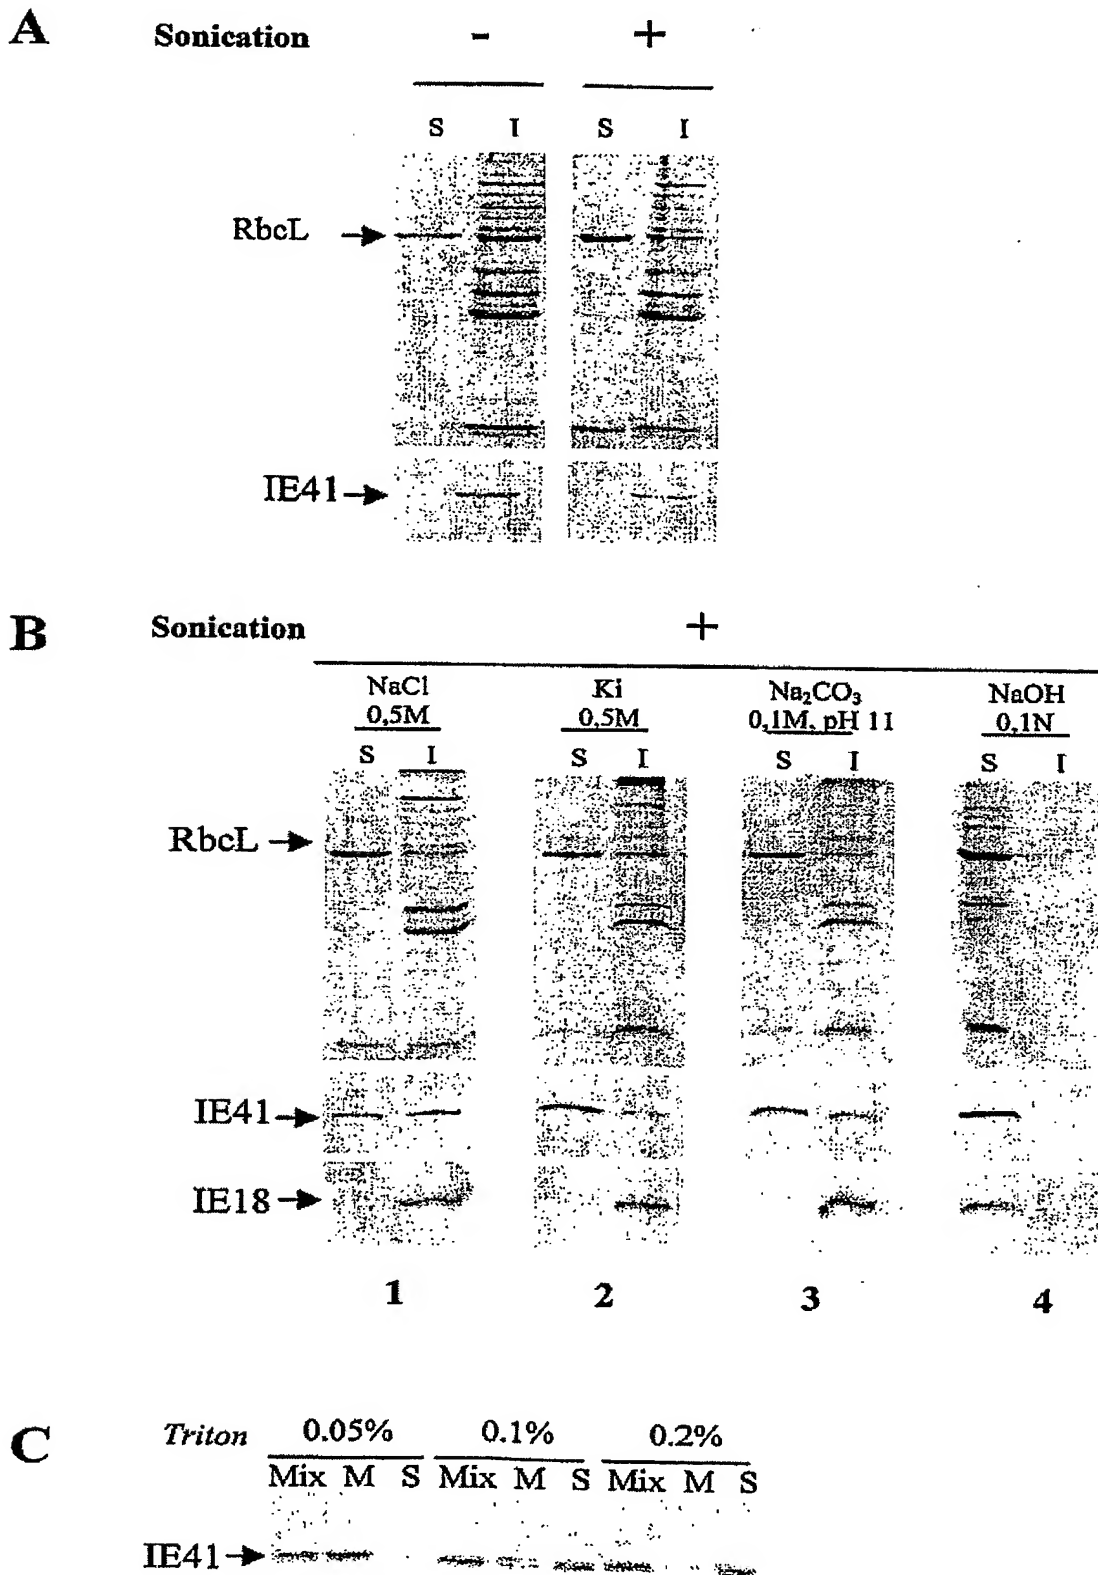 A Sonication - +
S I S I
RbcL
IE41
B Sonication +
NaCl Ki Na₂CO₃ NaOH
0,5M 0,5M 0,1M, pH 11 0,1N
S I S I S I S I
RbcL
IE41
IE18
1 2 3 4
C Triton 0.05% 0.1% 0.2%
Mix M S Mix M S Mix M S
IE41